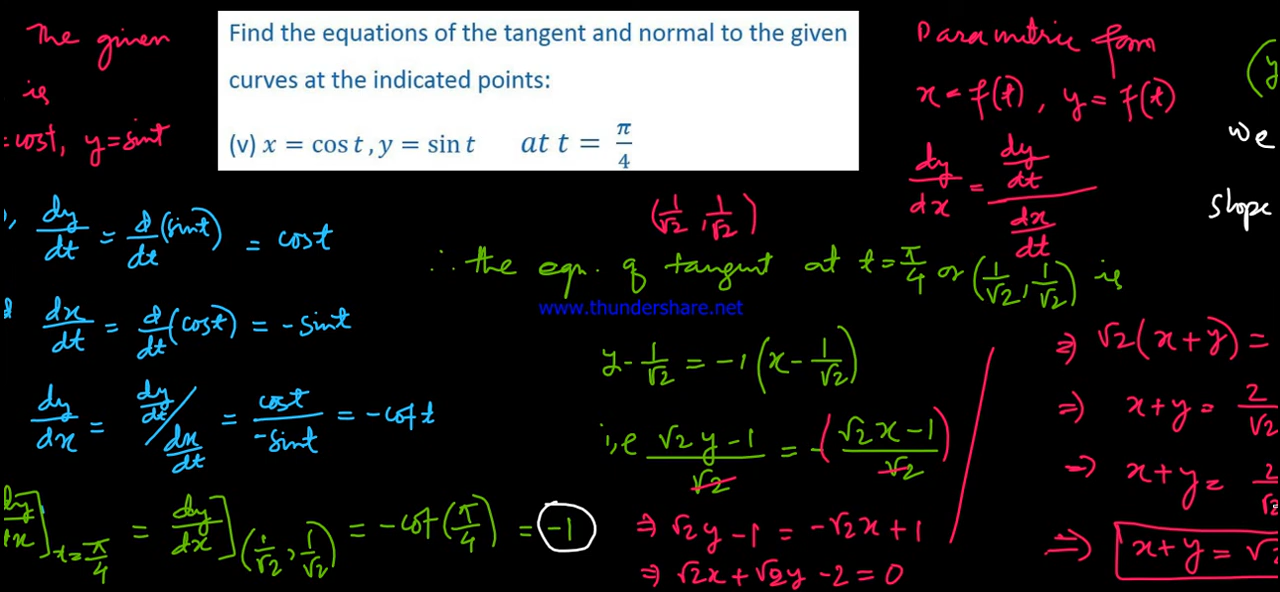 The given
is
=cost, y=sint
Find the equations of the tangent and normal to the given
curves at the indicated points:
(v) x = cos t , y = sin t at t = π/4
Parametric form
x = f(t), y = f(t)
dy/dx = (dy/dt)/(dx/dt)
(y
we
slope
), dy/dt = d/dt (sint) = cost
dx/dt = d/dt (cost) = -sint
dy/dx = dy/dt / dx/dt = cost/-sint = -cot t
dy/dx]t=π/4 = dy/dx](1/√2, 1/√2) = -cot(π/4) = -1
(1/√2, 1/√2)
∴ the eqn. of tangent at t = π/4 or (1/√2, 1/√2) is
www.thundershare.net
y - 1/√2 = -1 (x - 1/√2)
i,e (√2y - 1)/√2 = -(√2x - 1)/√2)
⇒ √2y - 1 = -√2x + 1
⇒ √2x + √2y - 2 = 0
⇒ √2(x + y) =
⇒ x + y = 2/√2
⇒ x + y = 2/√2
⇒ x + y = √2